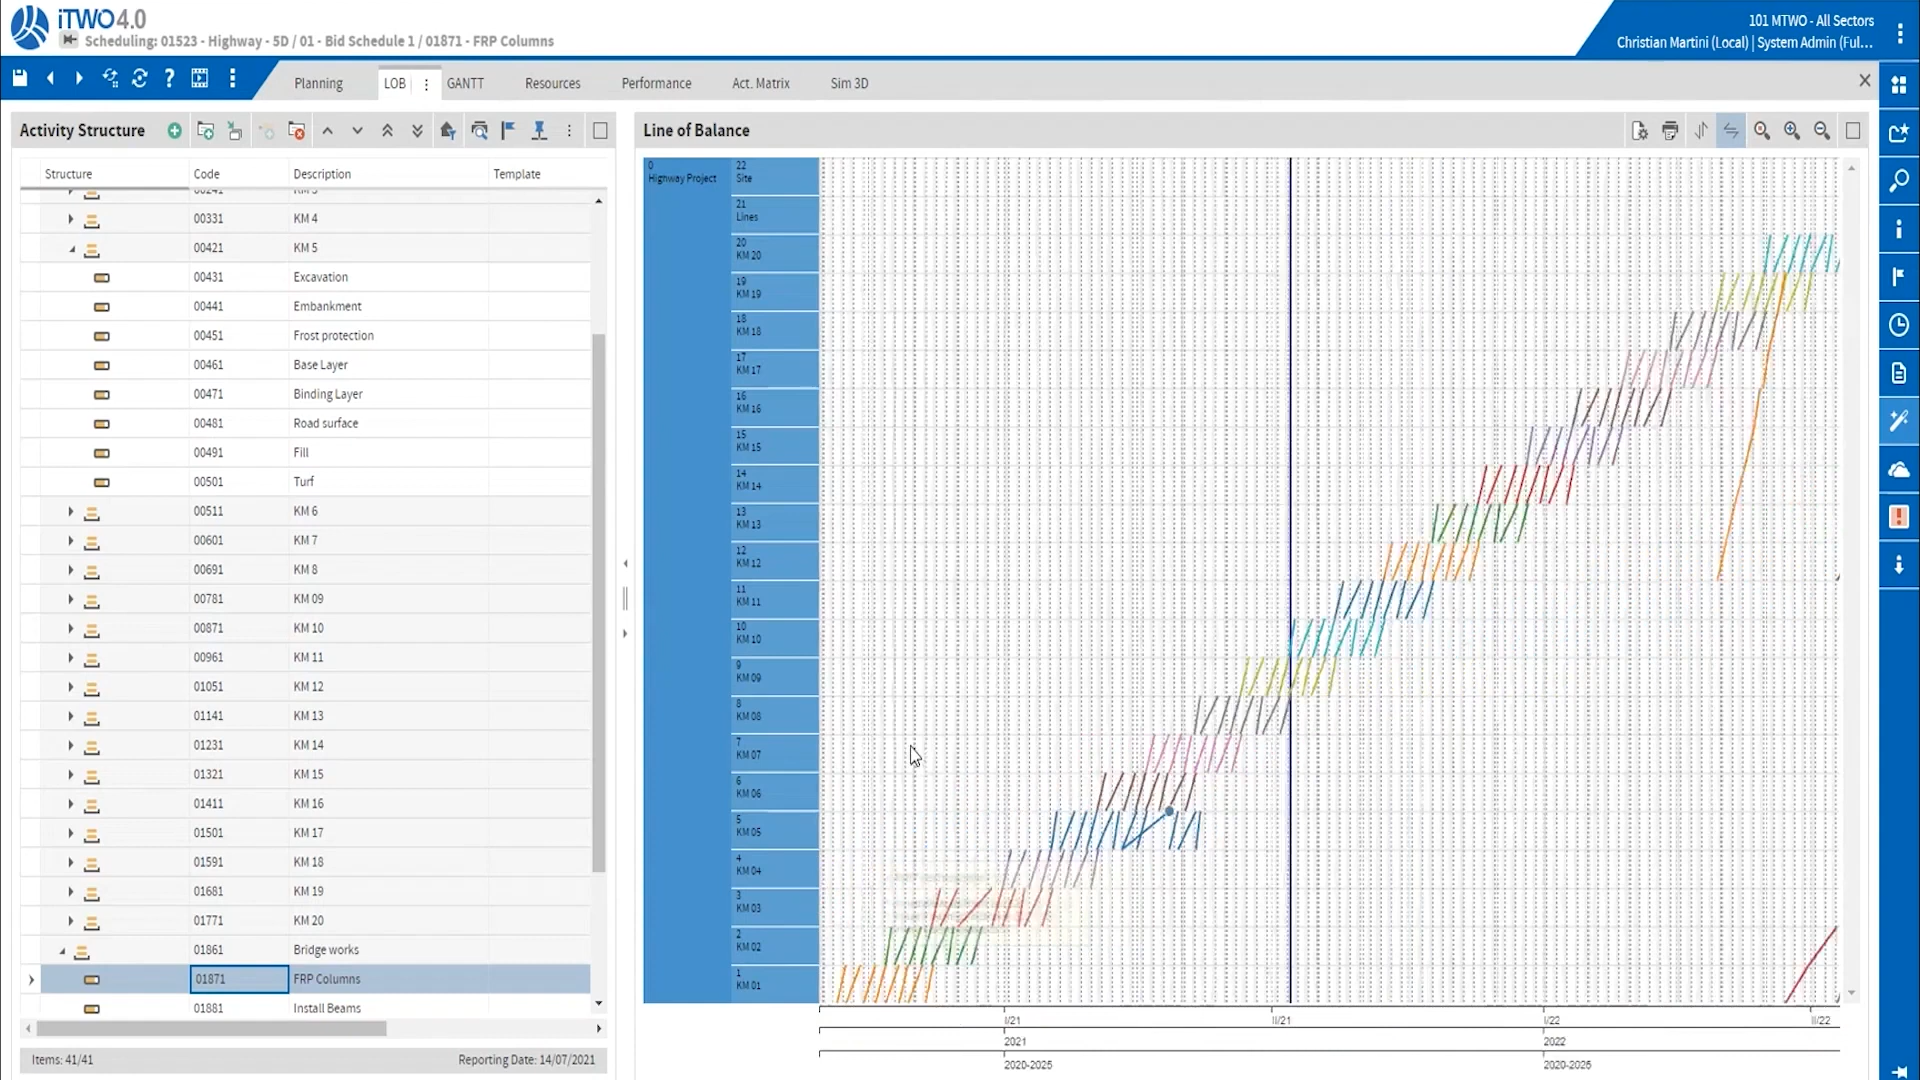 iTWO 4.0
Scheduling: 01523 - Highway - 5D / 01 - Bid Schedule 1 / 01871 - FRP Columns
101 MTWO - All Sectors
Christian Martini (Local) | System Admin (Ful...
Planning
LOB
GANTT
Resources
Performance
Act. Matrix
Sim 3D
Activity Structure
Structure Code Description Template
00331 KM 4
00421 KM 5
00431 Excavation
00441 Embankment
00451 Frost protection
00461 Base Layer
00471 Binding Layer
00481 Road surface
00491 Fill
00501 Turf
00511 KM 6
00601 KM 7
00691 KM 8
00781 KM 09
00871 KM 10
00961 KM 11
01051 KM 12
01141 KM 13
01231 KM 14
01321 KM 15
01411 KM 16
01501 KM 17
01591 KM 18
01681 KM 19
01771 KM 20
01861 Bridge works
01871 FRP Columns
01881 Install Beams
Items: 41/41
Reporting Date: 14/07/2021
Line of Balance
0
Highway Project
22
Site
21
Lines
20
KM 20
19
KM 19
18
KM 18
17
KM 17
16
KM 16
15
KM 15
14
KM 14
13
KM 13
12
KM 12
11
KM 11
10
KM 10
9
KM 09
8
KM 08
7
KM 07
6
KM 06
5
KM 05
4
KM 04
3
KM 03
2
KM 02
1
KM 01
I/21 II/21 I/22 II/22
2021 2022
2020-2025 2020-2025